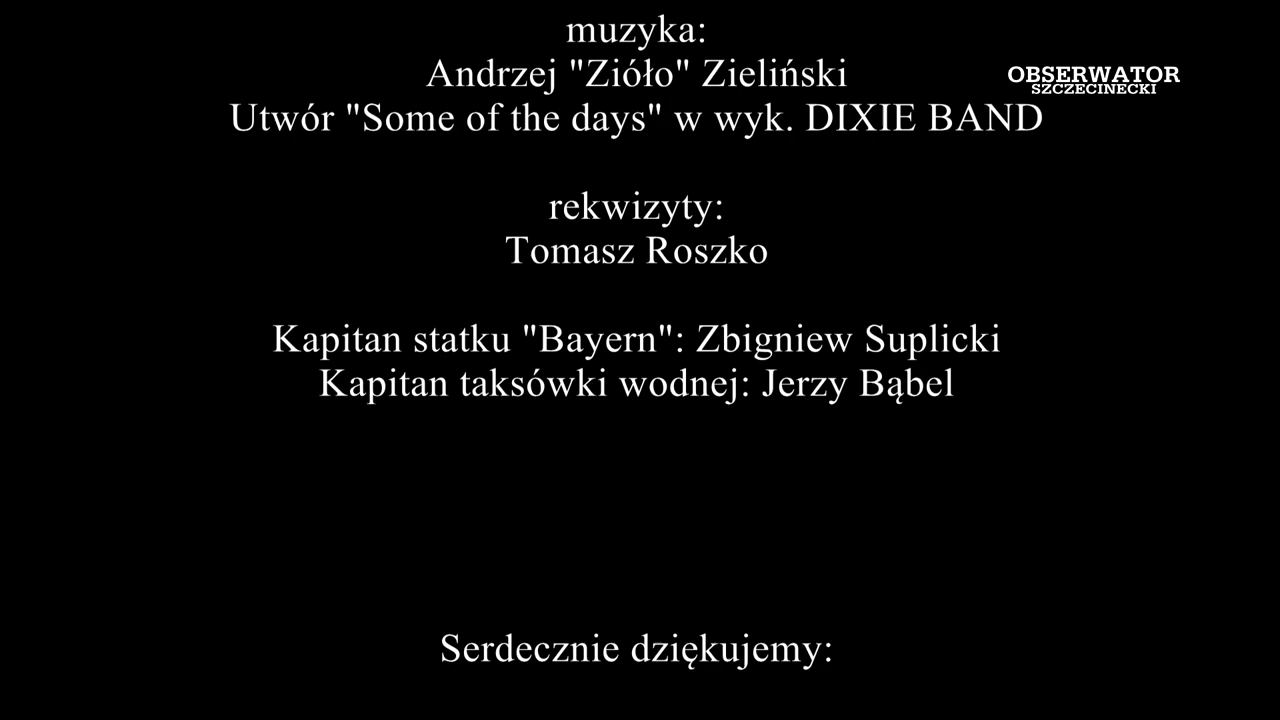 muzyka:
Andrzej "Zióło" Zieliński
OBSERWATOR
SZCZECINECKI
Utwór "Some of the days" w wyk. DIXIE BAND
rekwizyty:
Tomasz Roszko
Kapitan statku "Bayern": Zbigniew Suplicki
Kapitan taksówki wodnej: Jerzy Bąbel
Serdecznie dziękujemy: